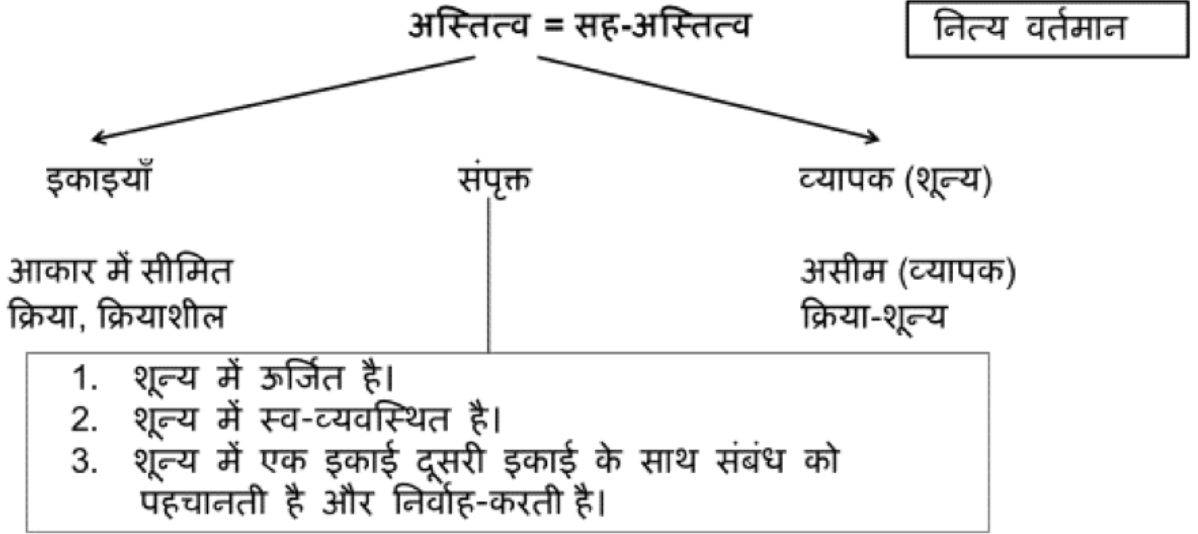 अस्तित्व = सह-अस्तित्व
नित्य वर्तमान
इकाइयाँ
संपृक्त
व्यापक (शून्य)
आकार में सीमित
क्रिया, क्रियाशील
असीम (व्यापक)
क्रिया-शून्य
1. शून्य में ऊर्जित है।
2. शून्य में स्व-व्यवस्थित है।
3. शून्य में एक इकाई दूसरी इकाई के साथ संबंध को
पहचानती है और निर्वाह-करती है।